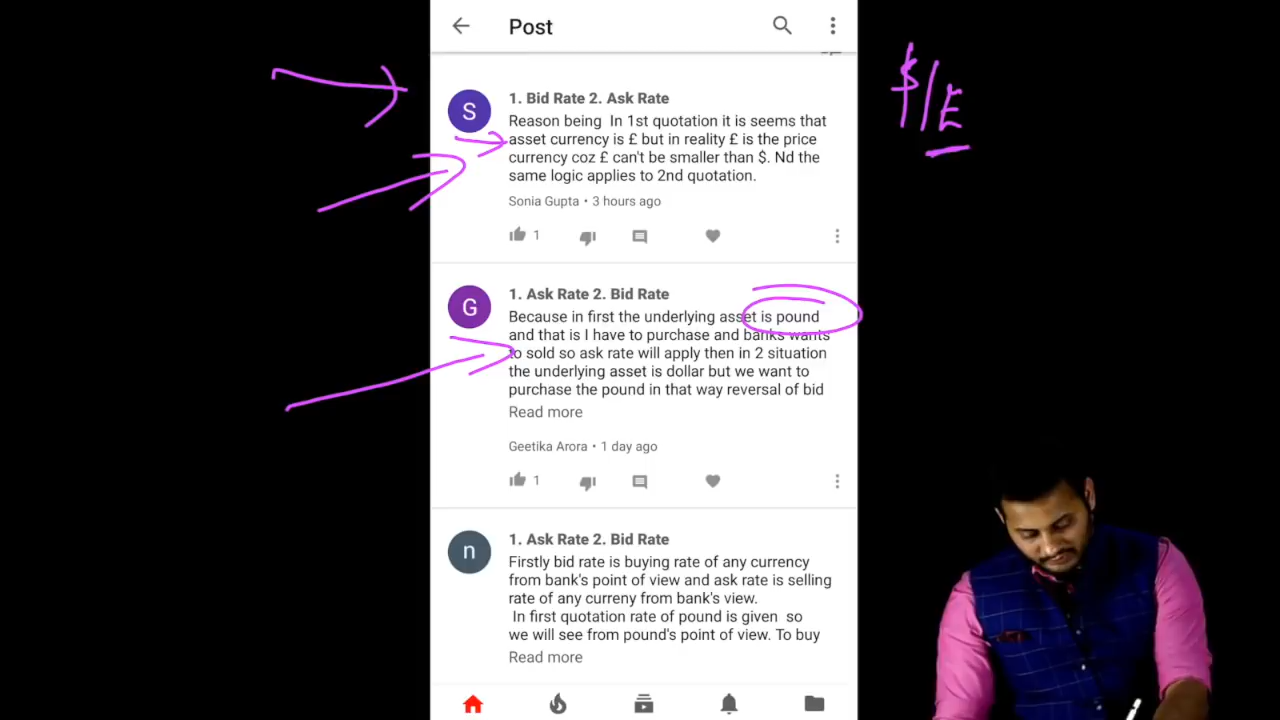 Post
1. Bid Rate 2. Ask Rate
S
Reason being In 1st quotation it is seems that
asset currency is £ but in reality £ is the price
currency coz £ can't be smaller than $. Nd the
same logic applies to 2nd quotation.
Sonia Gupta • 3 hours ago
1
$/£
1. Ask Rate 2. Bid Rate
G
Because in first the underlying asset is pound
and that is I have to purchase and banks wants
to sold so ask rate will apply then in 2 situation
the underlying asset is dollar but we want to
purchase the pound in that way reversal of bid
Read more
Geetika Arora • 1 day ago
1
1. Ask Rate 2. Bid Rate
n
Firstly bid rate is buying rate of any currency
from bank's point of view and ask rate is selling
rate of any curreny from bank's view.
In first quotation rate of pound is given so
we will see from pound's point of view. To buy
Read more